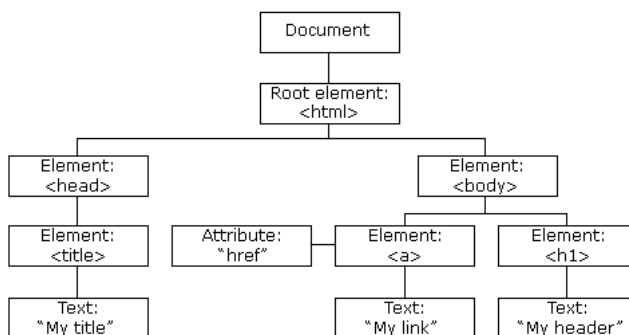 Document
Root element:
<html>
Element:
<head>
Element:
<body>
Element:
<title>
Attribute:
“href”
Element:
<a>
Element:
<h1>
Text:
“My title”
Text:
“My link”
Text:
“My header”